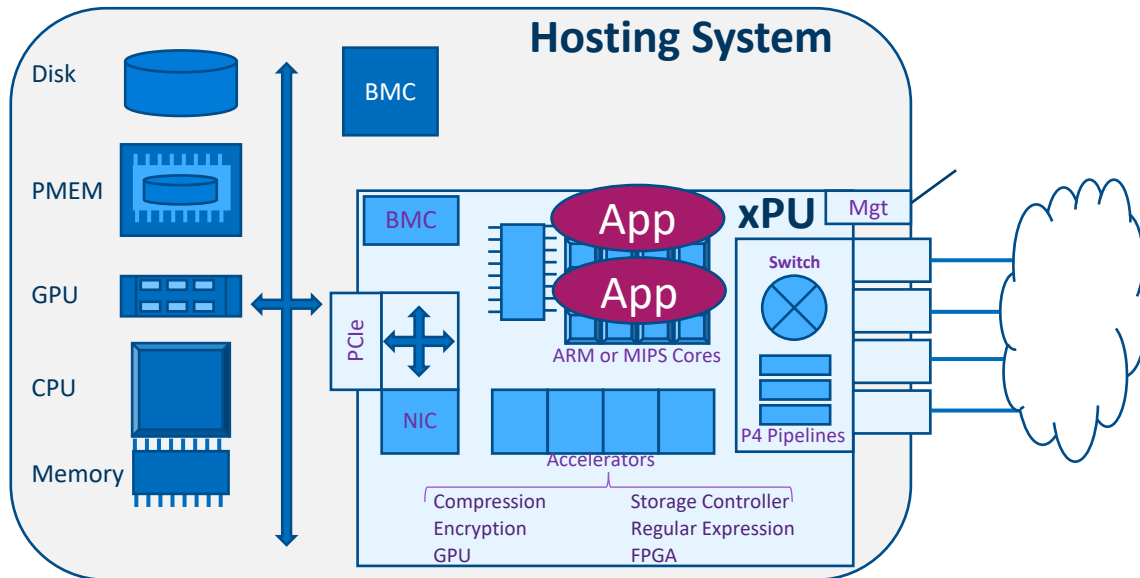 Hosting System
Disk
BMC
PMEM
GPU
CPU
Memory
xPU
Mgt
BMC
App
App
Switch
PCIe
ARM or MIPS Cores
NIC
P4 Pipelines
Accelerators
Compression
Encryption
GPU
Storage Controller
Regular Expression
FPGA